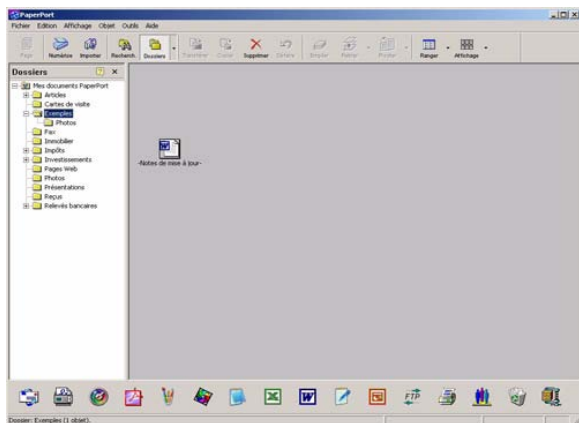 PaperPort
Fichier Edition Affichage Objet Outils Aide
Page Numériser Importer Recherch. Dossiers Supprimer Ranger Affichage
Dossiers
Mes documents PaperPort
Articles
Cartes de visite
Exemples
Photos
Fax
Immobilier
Impôts
Investissements
Pages Web
Photos
Présentations
Reçus
Relevés bancaires
-Notes de mise à jour-
FTP
Dossier: Exemples (1 objet).